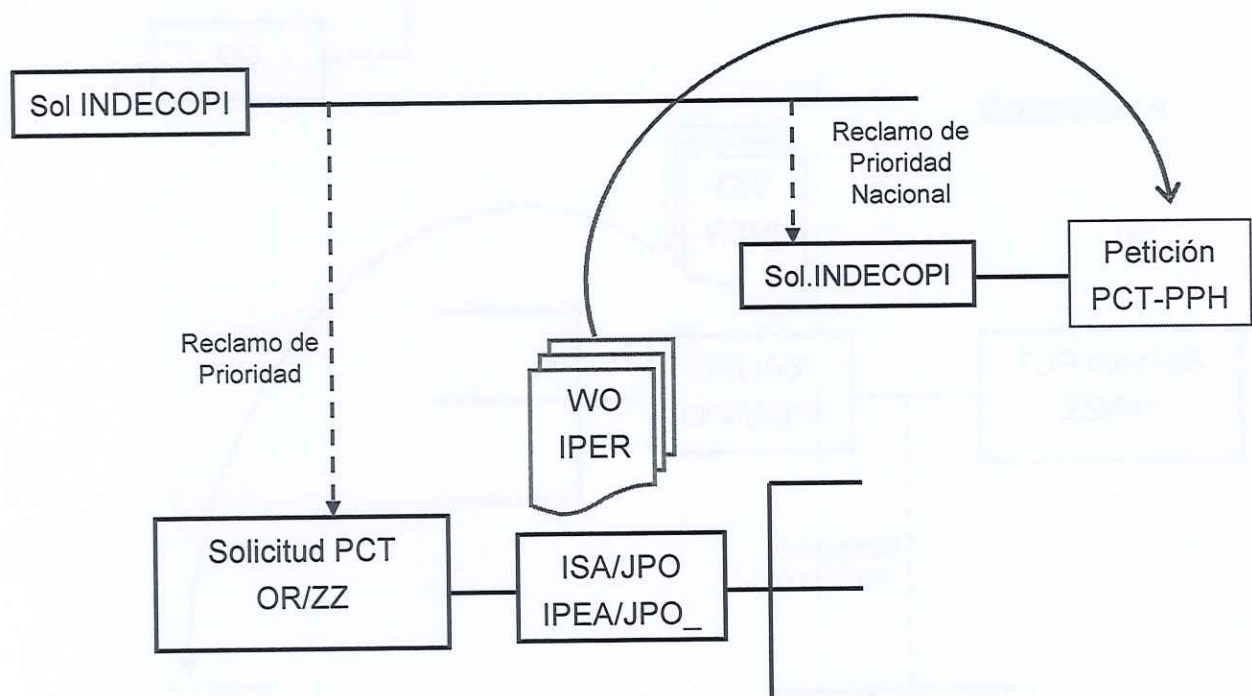 Sol INDECOPI
Reclamo de
Prioridad
Nacional
Sol.INDECOPI
Petición
PCT-PPH
Reclamo de
Prioridad
WO
IPER
Solicitud PCT
OR/ZZ
ISA/JPO
IPEA/JPO_